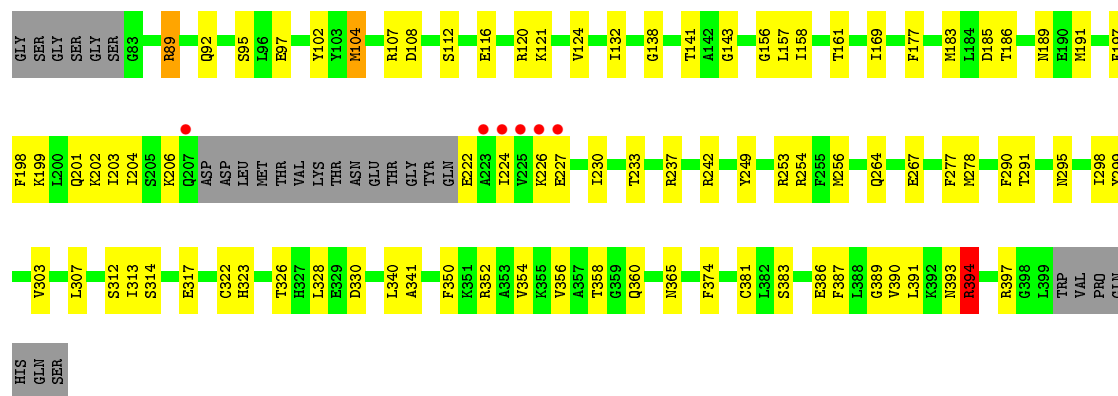 GLY SER GLY SER GLY SER G83 R89 Q92 S95 L96 E97 Y102 Y103 M104 R107 D108 S112 E116 R120 K121 V124 I132 G138 T141 A142 G143 G156 L157 I158 T161 I169 F177 M183 L184 D185 T186 N189 E190 M191 E197
F198 K199 L200 Q201 K202 I203 I204 S205 K206 Q207 ASP ASP LEU MET THR VAL LYS THR ASN GLU THR GLY TYR GLN E222 A223 I224 V225 K226 E227 I230 T233 R237 R242 Y249 R253 R254 F255 M256 Q264 E267 F277 M278 F290 T291 N295 I298 Y299
V303 L307 S312 I313 S314 E317 C322 H323 T326 H327 L328 E329 D330 L340 A341 F350 K351 R352 A353 V354 K355 V356 A357 T358 G359 Q360 N365 F374 C381 L382 S383 E386 F387 L388 G389 V390 L391 K392 N393 R394 R397 G398 L399 TRP VAL PRO GLN
HIS GLN SER